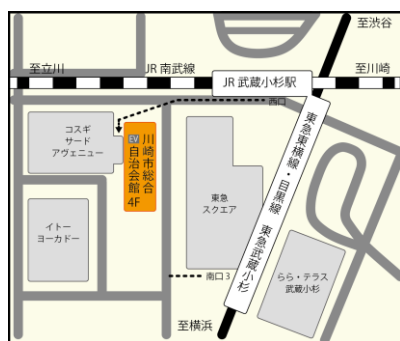 至渋谷
至立川
JR 南武線
JR 武蔵小杉駅
至川崎
西口
コスギ
サード
アヴェニュー
EV
川崎市総合
自治会館
4F
東急東横線・目黒線 東急武蔵小杉
東急
スクエア
イトー
ヨーカドー
南口3
らら・テラス
武蔵小杉
至横浜